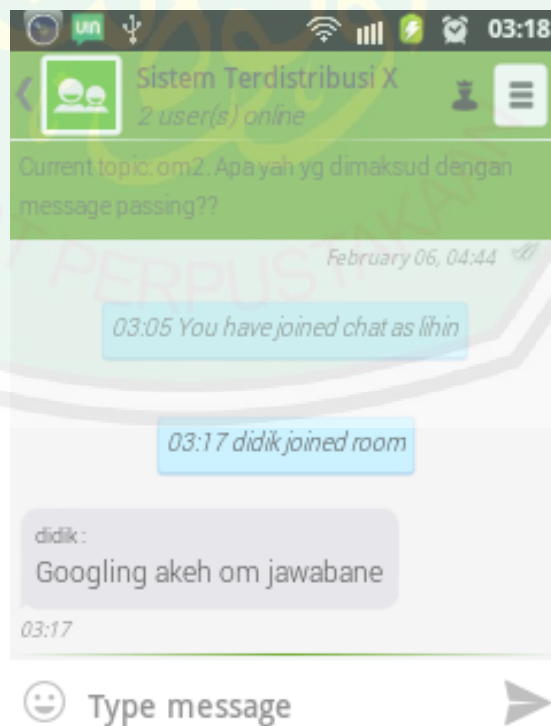 UIN 03:18
Sistem Terdistribusi X
2 user(s) online
Current topic: om2. Apa yah yg dimaksud dengan
message passing??
February 06, 04:44
03:05 You have joined chat as lihin
03:17 didik joined room
didik :
Googling akeh om jawabane
03:17
Type message
PERPUSTAKAAN